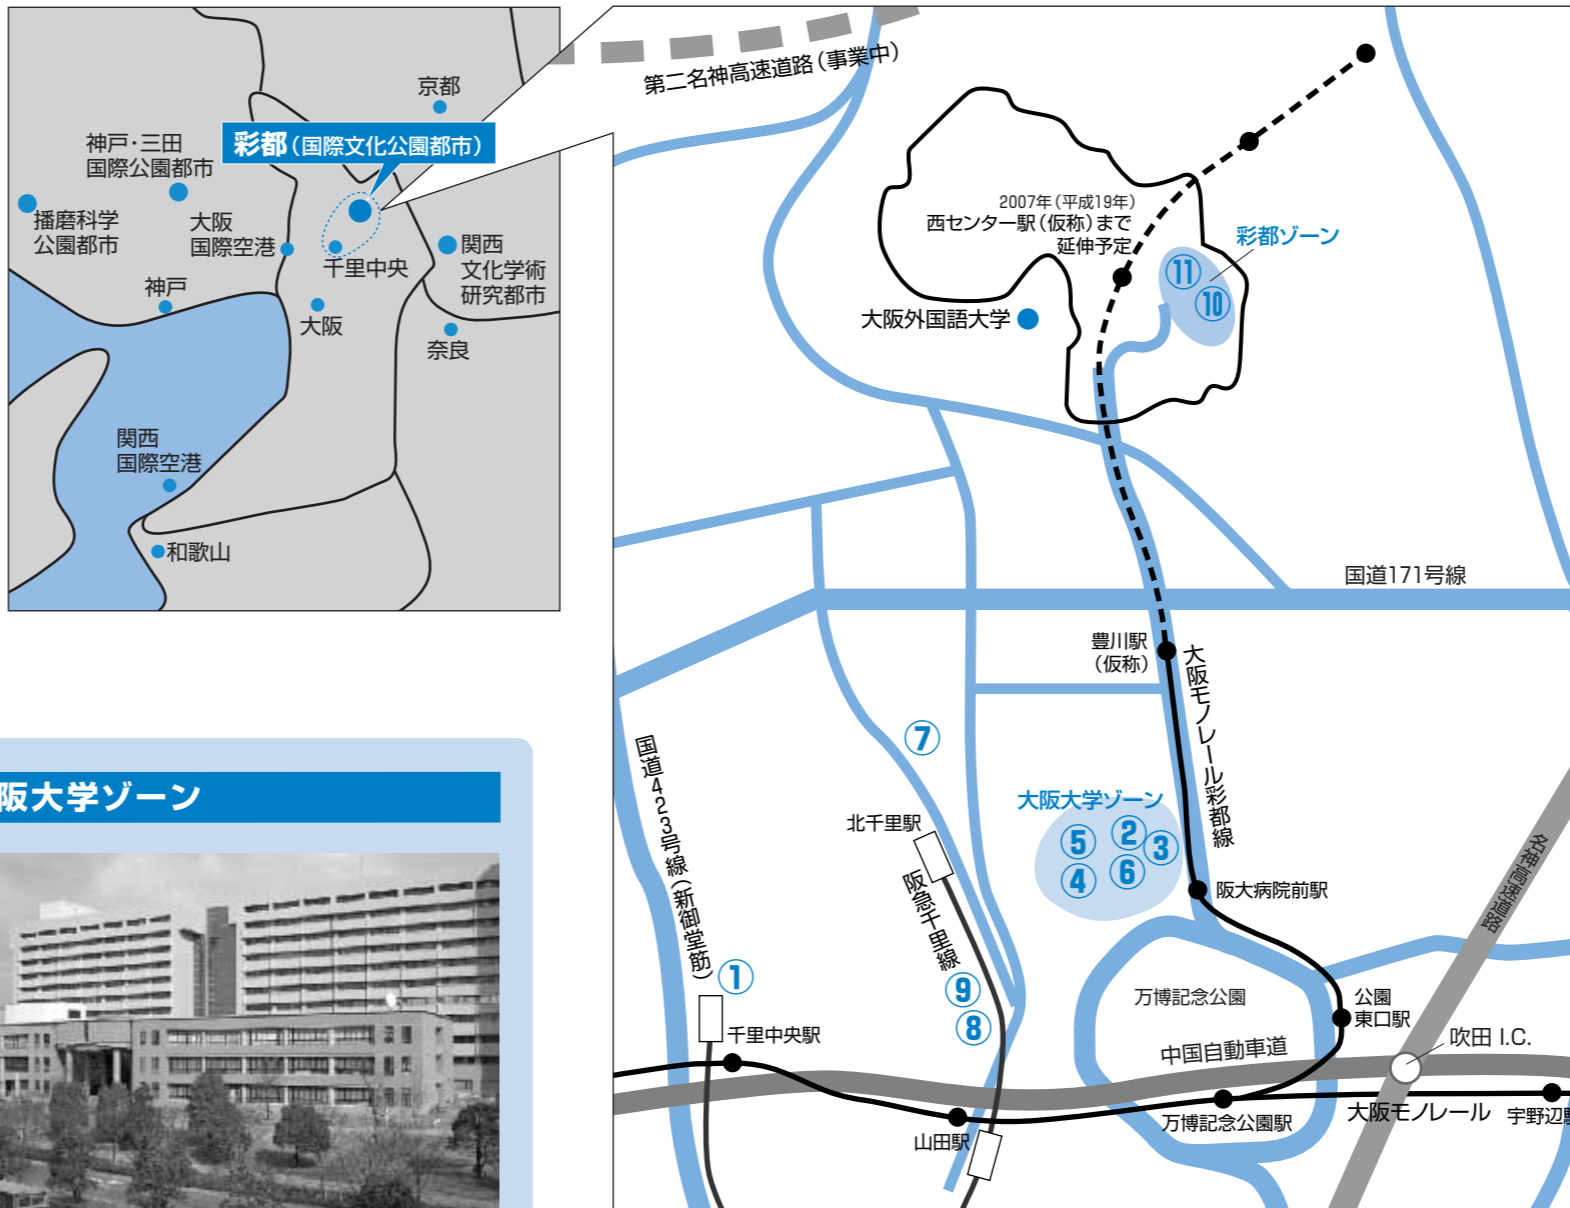 京都
彩都(国際文化公園都市)
神戸・三田
国際公園都市
播磨科学
公園都市
大阪
国際空港
千里中央
関西
文化学術
研究都市
神戸
大阪
奈良
関西
国際空港
和歌山
第二名神高速道路(事業中)
2007年(平成19年)
西センター駅(仮称)まで
延伸予定
彩都ゾーン
⑪
⑩
大阪外国語大学
国道171号線
豊川駅
(仮称)
大阪モノレール彩都線
国道423号線(新御堂筋)
⑦
大阪大学ゾーン
⑤
②
③
④
⑥
北千里駅
阪急千里線
阪大病院前駅
名神高速道路
①
⑨
⑧
千里中央駅
万博記念公園
公園
東口駅
中国自動車道
吹田 I.C.
山田駅
万博記念公園駅
大阪モノレール
宇野辺駅
阪大学ゾーン